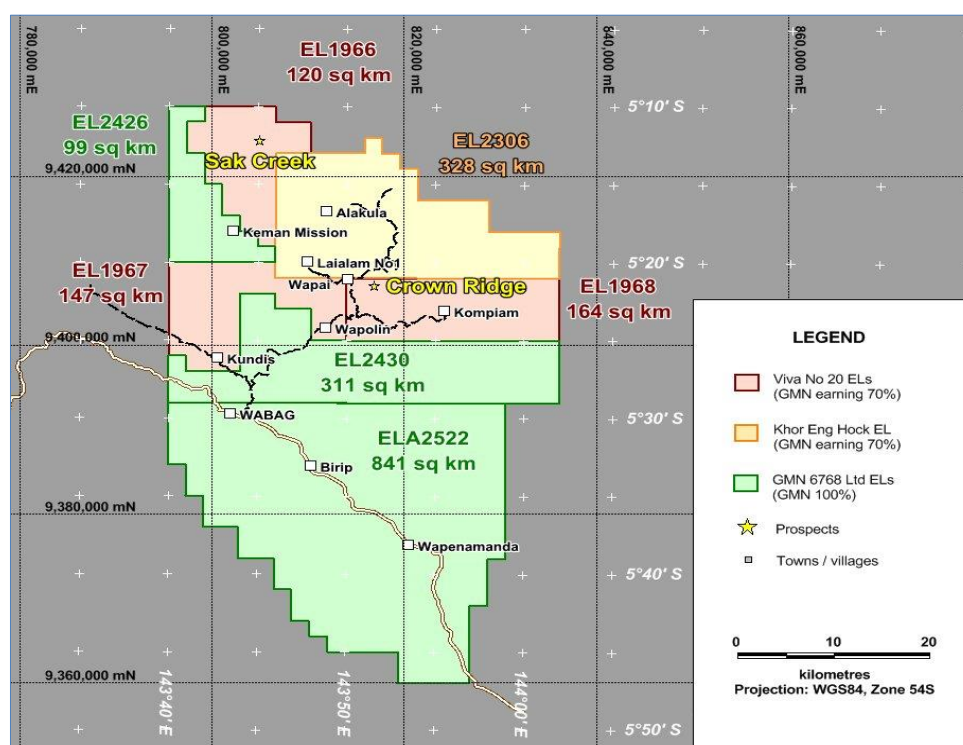 780,000 mE
800,000 mE
820,000 mE
840,000 mE
860,000 mE
EL1966
120 sq km
5°10' S
EL2426
99 sq km
EL2306
328 sq km
Sak Creek
9,420,000 mN
Alakula
Keman Mission
5°20' S
EL1967
147 sq km
Laialam No1
Wapai
Crown Ridge
EL1968
164 sq km
Kompiam
Wapolin
9,400,000 mN
Kundis
EL2430
311 sq km
WABAG
5°30' S
ELA2522
841 sq km
Birip
9,380,000 mN
Wapenamanda
5°40' S
9,360,000 mN
143°40' E
143°50' E
144°00' E
5°50' S
LEGEND
Viva No 20 ELs
(GMN earning 70%)
Khor Eng Hock EL
(GMN earning 70%)
GMN 6768 Ltd ELs
(GMN 100%)
Prospects
Towns / villages
0 10 20
kilometres
Projection: WGS84, Zone 54S